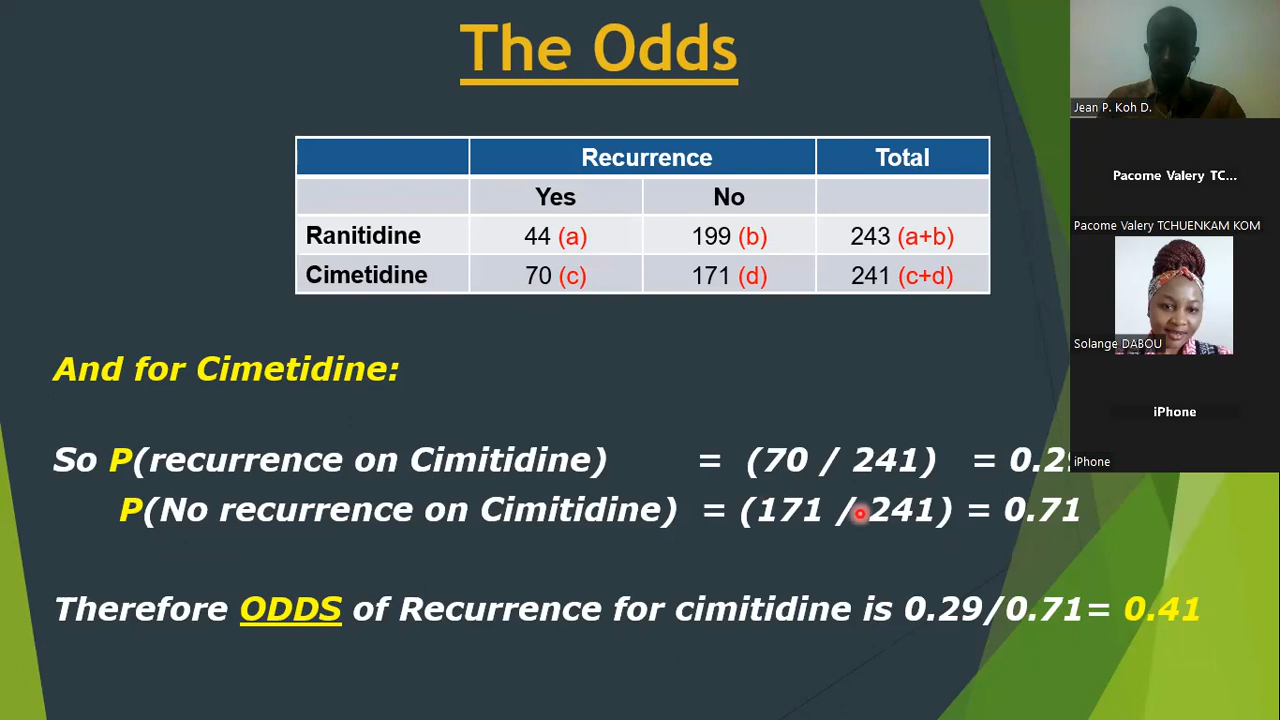 The Odds
Recurrence Total
Yes No
Ranitidine 44 (a) 199 (b) 243 (a+b)
Cimetidine 70 (c) 171 (d) 241 (c+d)
And for Cimetidine:
So P(recurrence on Cimitidine) = (70 / 241) = 0.29
P(No recurrence on Cimitidine) = (171 / 241) = 0.71
Therefore ODDS of Recurrence for cimitidine is 0.29/0.71= 0.41
Jean P. Koh D.
Pacome Valery TC...
Pacome Valery TCHUENKAM KOM
Solange DABOU
iPhone
iPhone